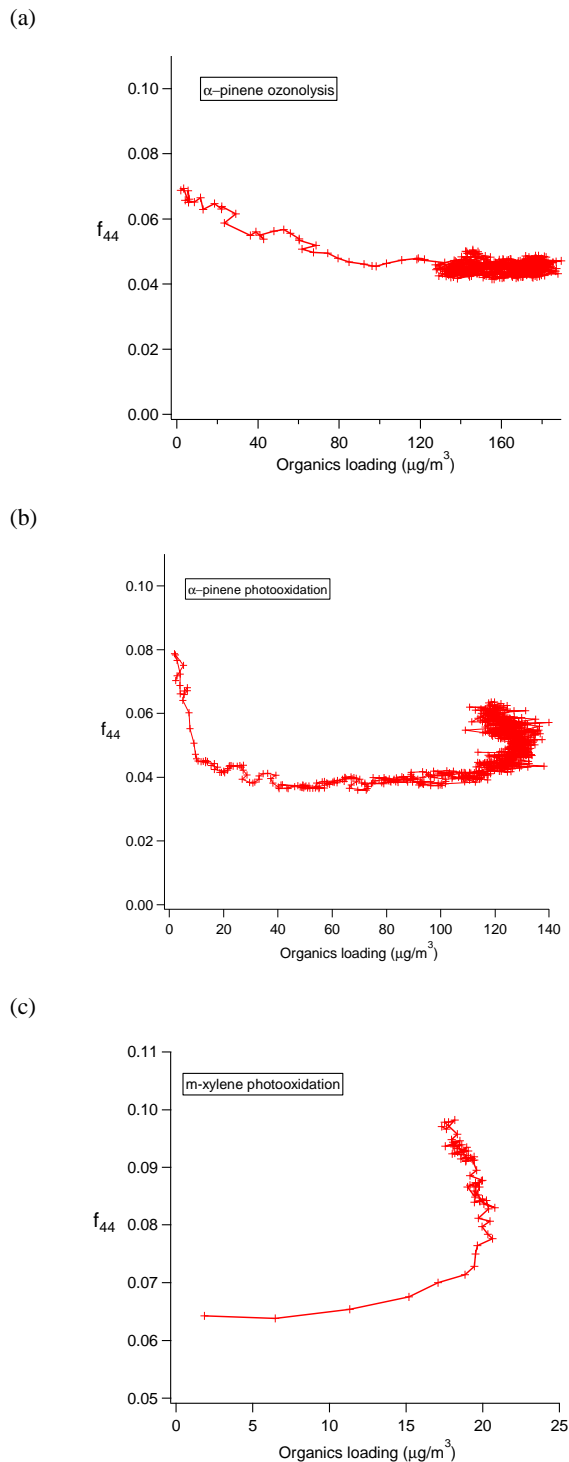 (a)
0.10
α−pinene ozonolysis
0.08
0.06
f44
0.04
0.02
0.00
0 40 80 120 160
Organics loading (μg/m³)
(b)
0.10
α−pinene photooxidation
0.08
0.06
f44
0.04
0.02
0.00
0 20 40 60 80 100 120 140
Organics loading (μg/m³)
(c)
0.11
m-xylene photooxidation
0.10
0.09
f44
0.08
0.07
0.06
0.05
0 5 10 15 20 25
Organics loading (μg/m³)